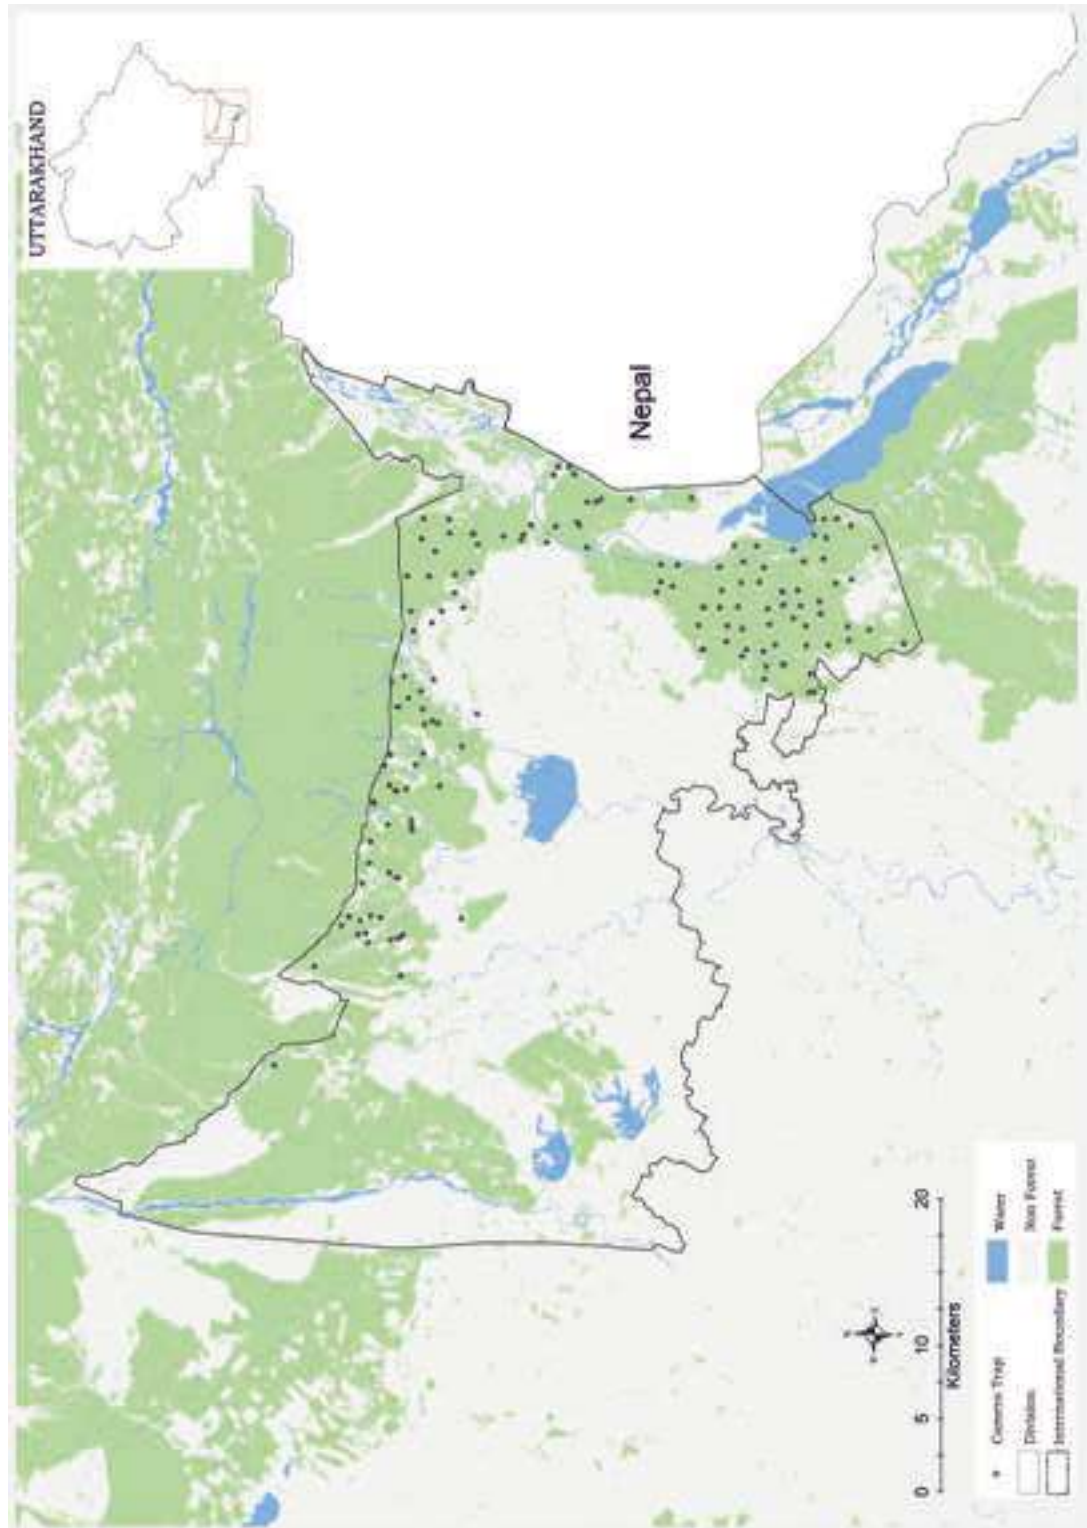 UTTARAKHAND
Nepal
0 5 10 20
Kilometers
Camera Trap
Division
International Boundary
Water
Non Forest
Forest